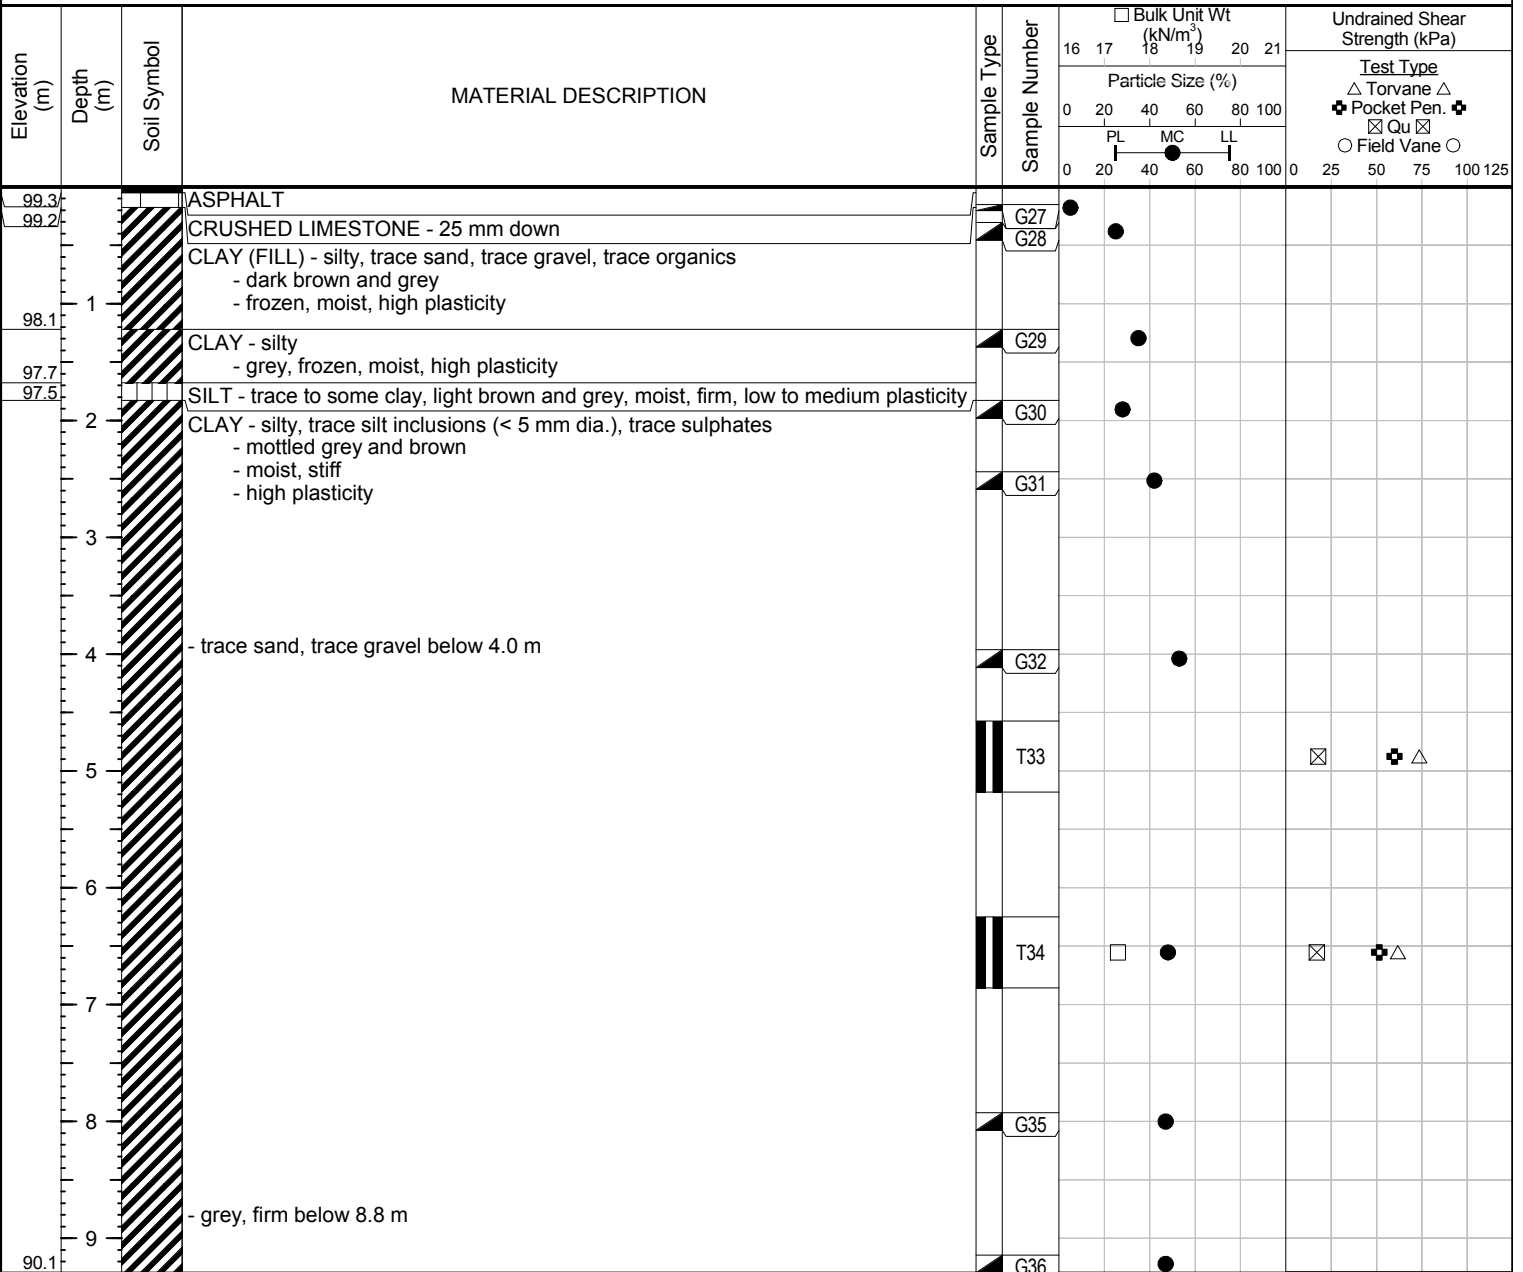 Elevation
(m)
Depth
(m)
Soil Symbol
MATERIAL DESCRIPTION
Sample Type
Sample Number
Bulk Unit Wt
(kN/m³)
16 17 18 19 20 21
Particle Size (%)
0 20 40 60 80 100
PL MC LL
0 20 40 60 80 100
Undrained Shear
Strength (kPa)
Test Type
Torvane
Pocket Pen.
Qu
Field Vane
0 25 50 75 100 125
99.3
ASPHALT
G27
99.2
CRUSHED LIMESTONE - 25 mm down
G28
CLAY (FILL) - silty, trace sand, trace gravel, trace organics
- dark brown and grey
- frozen, moist, high plasticity
1
98.1
CLAY - silty
G29
- grey, frozen, moist, high plasticity
97.7
97.5
SILT - trace to some clay, light brown and grey, moist, firm, low to medium plasticity
G30
2
CLAY - silty, trace silt inclusions (< 5 mm dia.), trace sulphates
- mottled grey and brown
- moist, stiff
- high plasticity
G31
3
- trace sand, trace gravel below 4.0 m
4
G32
T33
5
6
T34
7
8
G35
- grey, firm below 8.8 m
9
90.1
G36